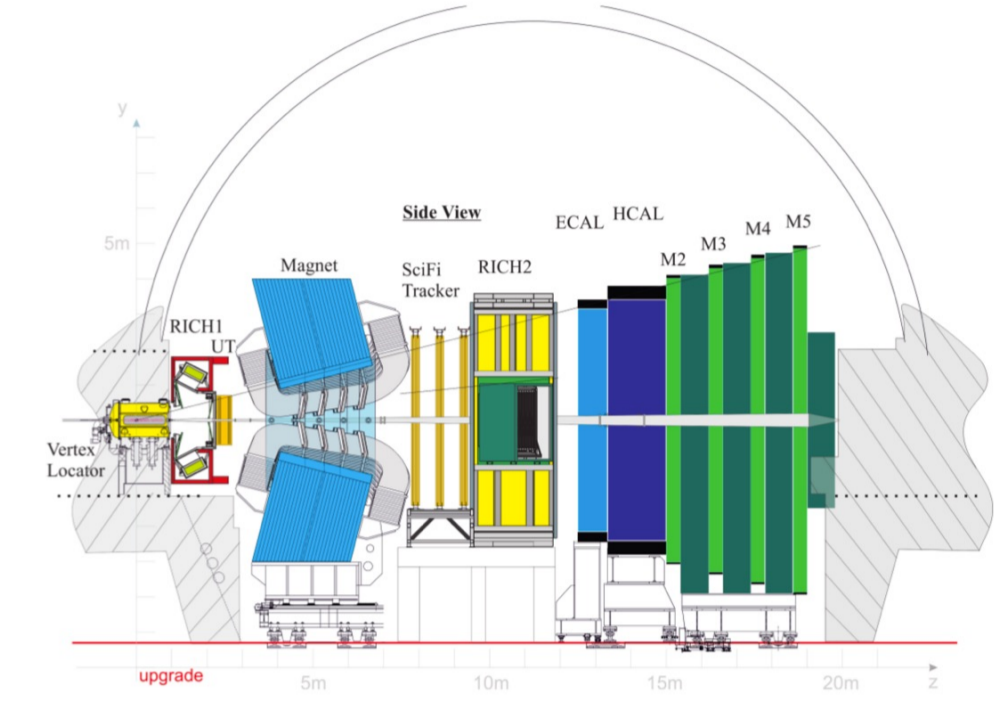 y
Side View
ECAL
HCAL
M5
M4
M3
M2
5m
Magnet
SciFi
Tracker
RICH2
RICH1
UT
Vertex
Locator
upgrade
5m
10m
15m
20m
z